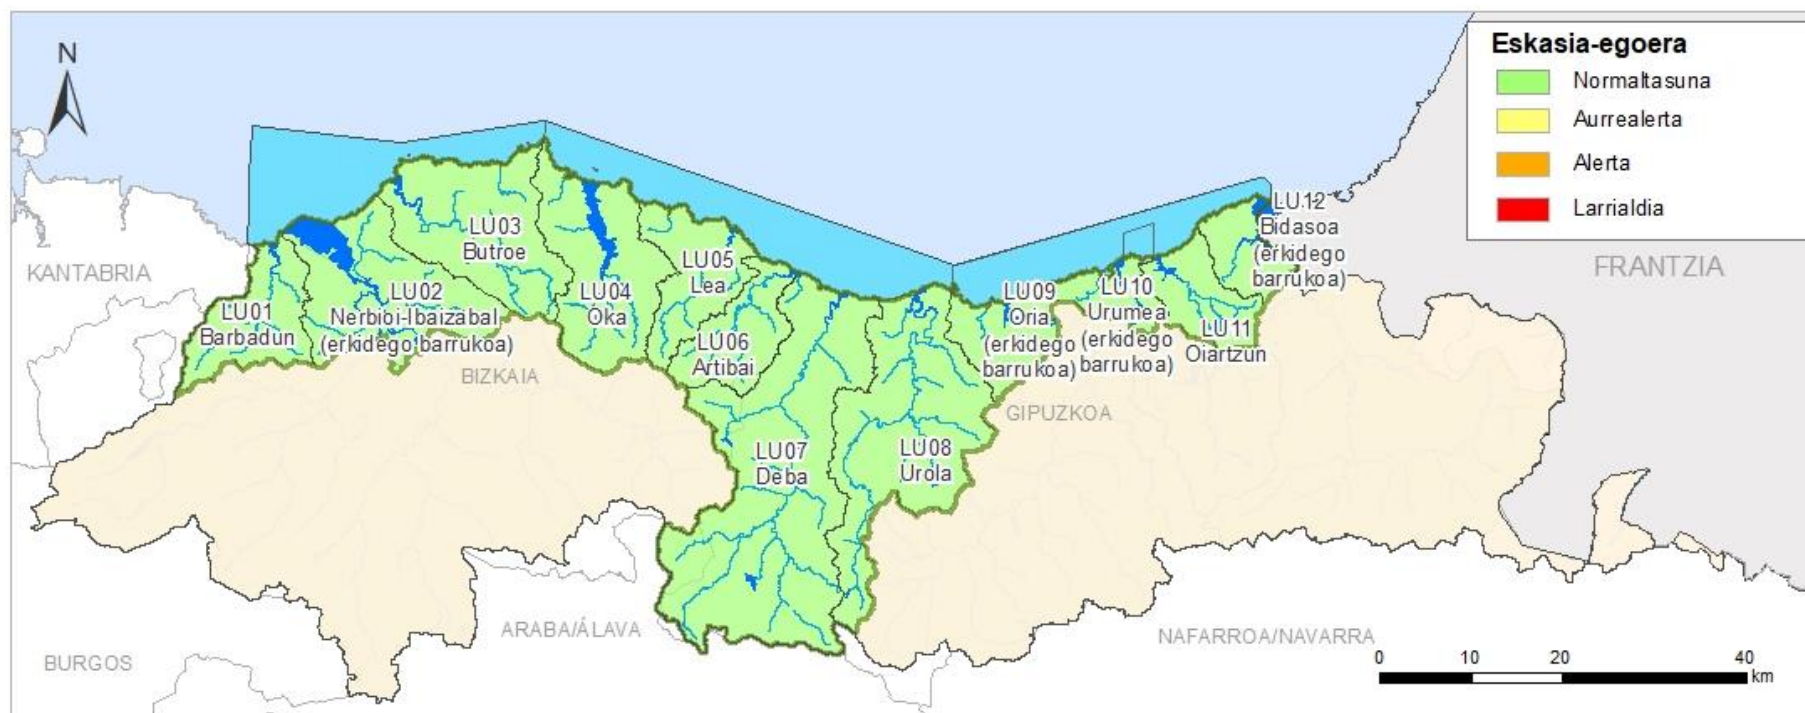 N
Eskasia-egoera
Normaltasuna
Aurrealerta
Alerta
Larrialdia
KANTABRIA
FRANTZIA
LU01
Barbadun
LU02
Nerbioi-Ibaizabal
(erkidego barrukoa)
LU03
Butroe
LU04
Oka
LU05
Lea
LU06
Artibai
LU07
Deba
LU08
Urola
LU09
Oria
(erkidego
barrukoa)
LU10
Urumea
(erkidego
barrukoa)
LU11
Oiartzun
LU12
Bidasoa
(erkidego
barrukoa)
BIZKAIA
GIPUZKOA
ARABA/ÁLAVA
NAFARROA/NAVARRA
BURGOS
0 10 20 40
km